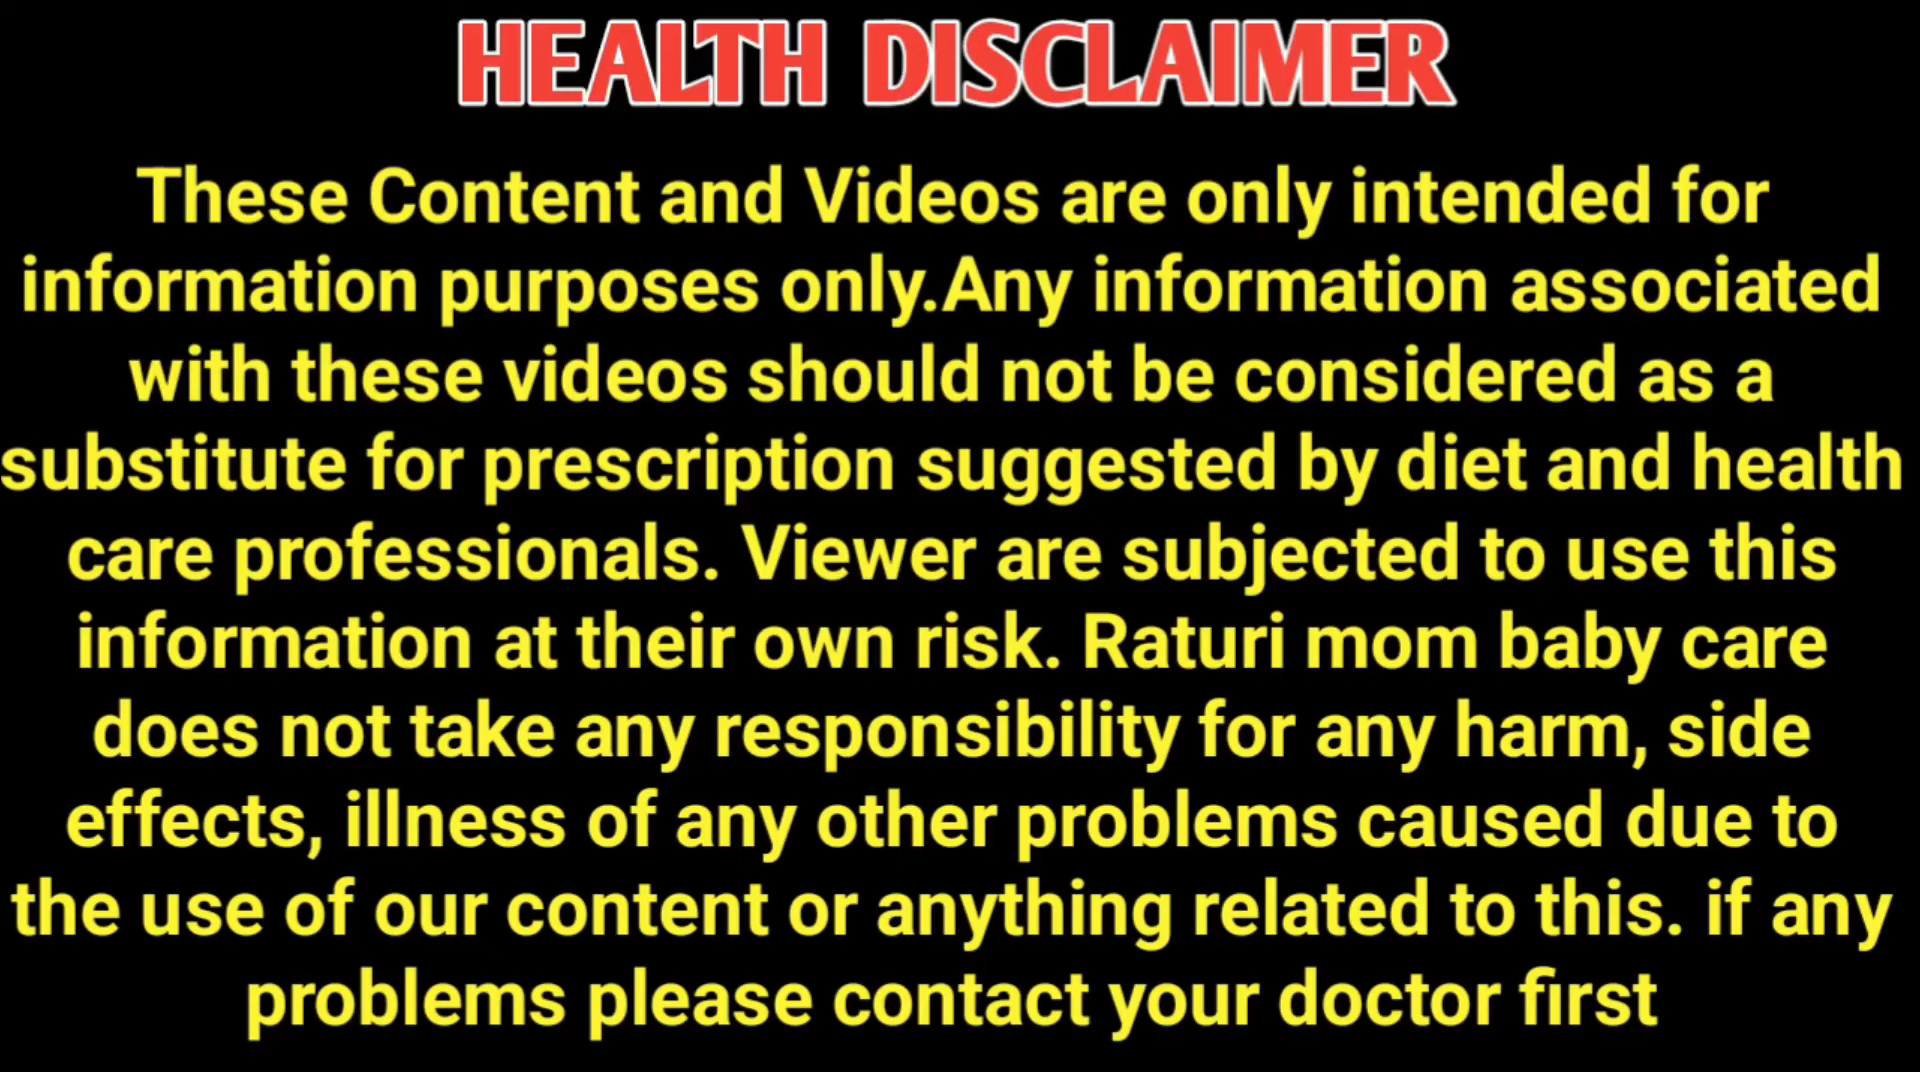 HEALTH DISCLAIMER
These Content and Videos are only intended for
information purposes only.Any information associated
with these videos should not be considered as a
substitute for prescription suggested by diet and health
care professionals. Viewer are subjected to use this
information at their own risk. Raturi mom baby care
does not take any responsibility for any harm, side
effects, illness of any other problems caused due to
the use of our content or anything related to this. if any
problems please contact your doctor first